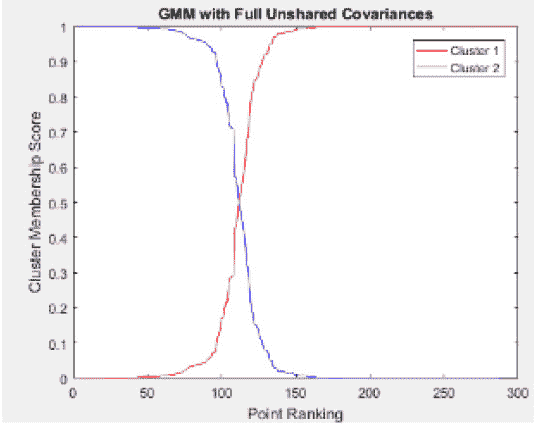 GMM with Full Unshared Covariances
1
0.9
0.8
0.7
0.6
0.5
0.4
0.3
0.2
0.1
0
Cluster Membership Score
Cluster 1
Cluster 2
0 50 100 150 200 250 300
Point Ranking